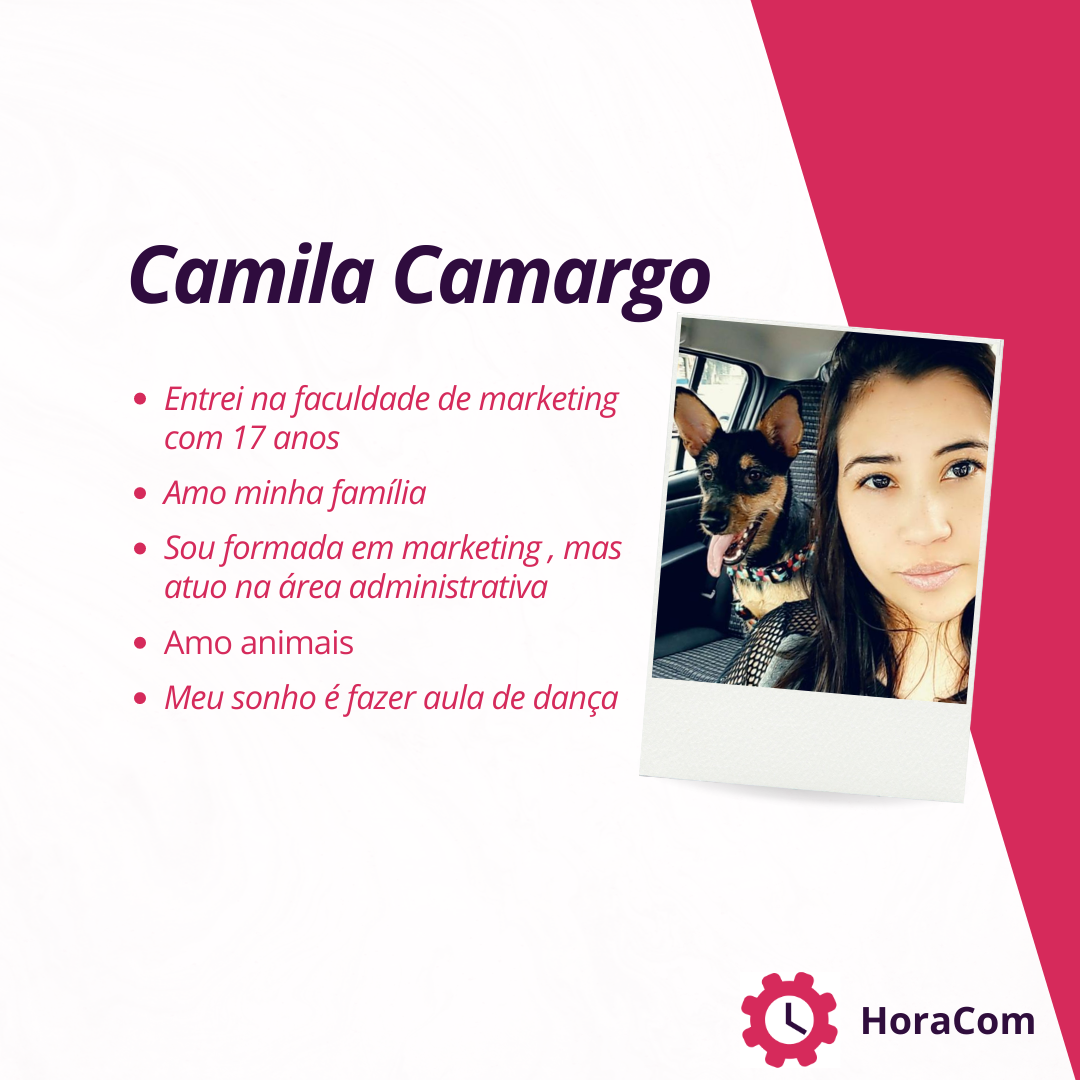 Camila Camargo
Entrei na faculdade de marketing
com 17 anos
Amo minha família
Sou formada em marketing , mas
atuo na área administrativa
Amo animais
Meu sonho é fazer aula de dança
HoraCom